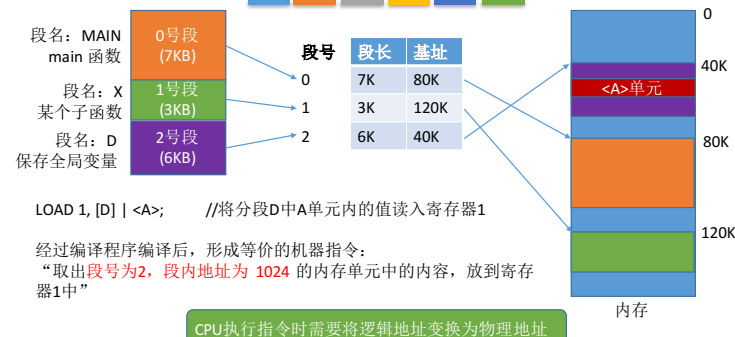 段名：MAIN
main 函数
0号段
(7KB)
段名：X
某个子函数
1号段
(3KB)
段名：D
保存全局变量
2号段
(6KB)
段号 段长 基址
0 7K 80K
1 3K 120K
2 6K 40K
0
40K
<A>单元
80K
120K
内存
LOAD 1, [D] | <A>; //将分段D中A单元内的值读入寄存器1
经过编译程序编译后，形成等价的机器指令：
“取出段号为2，段内地址为 1024 的内存单元中的内容，放到寄存
器1中”
CPU执行指令时需要将逻辑地址变换为物理地址